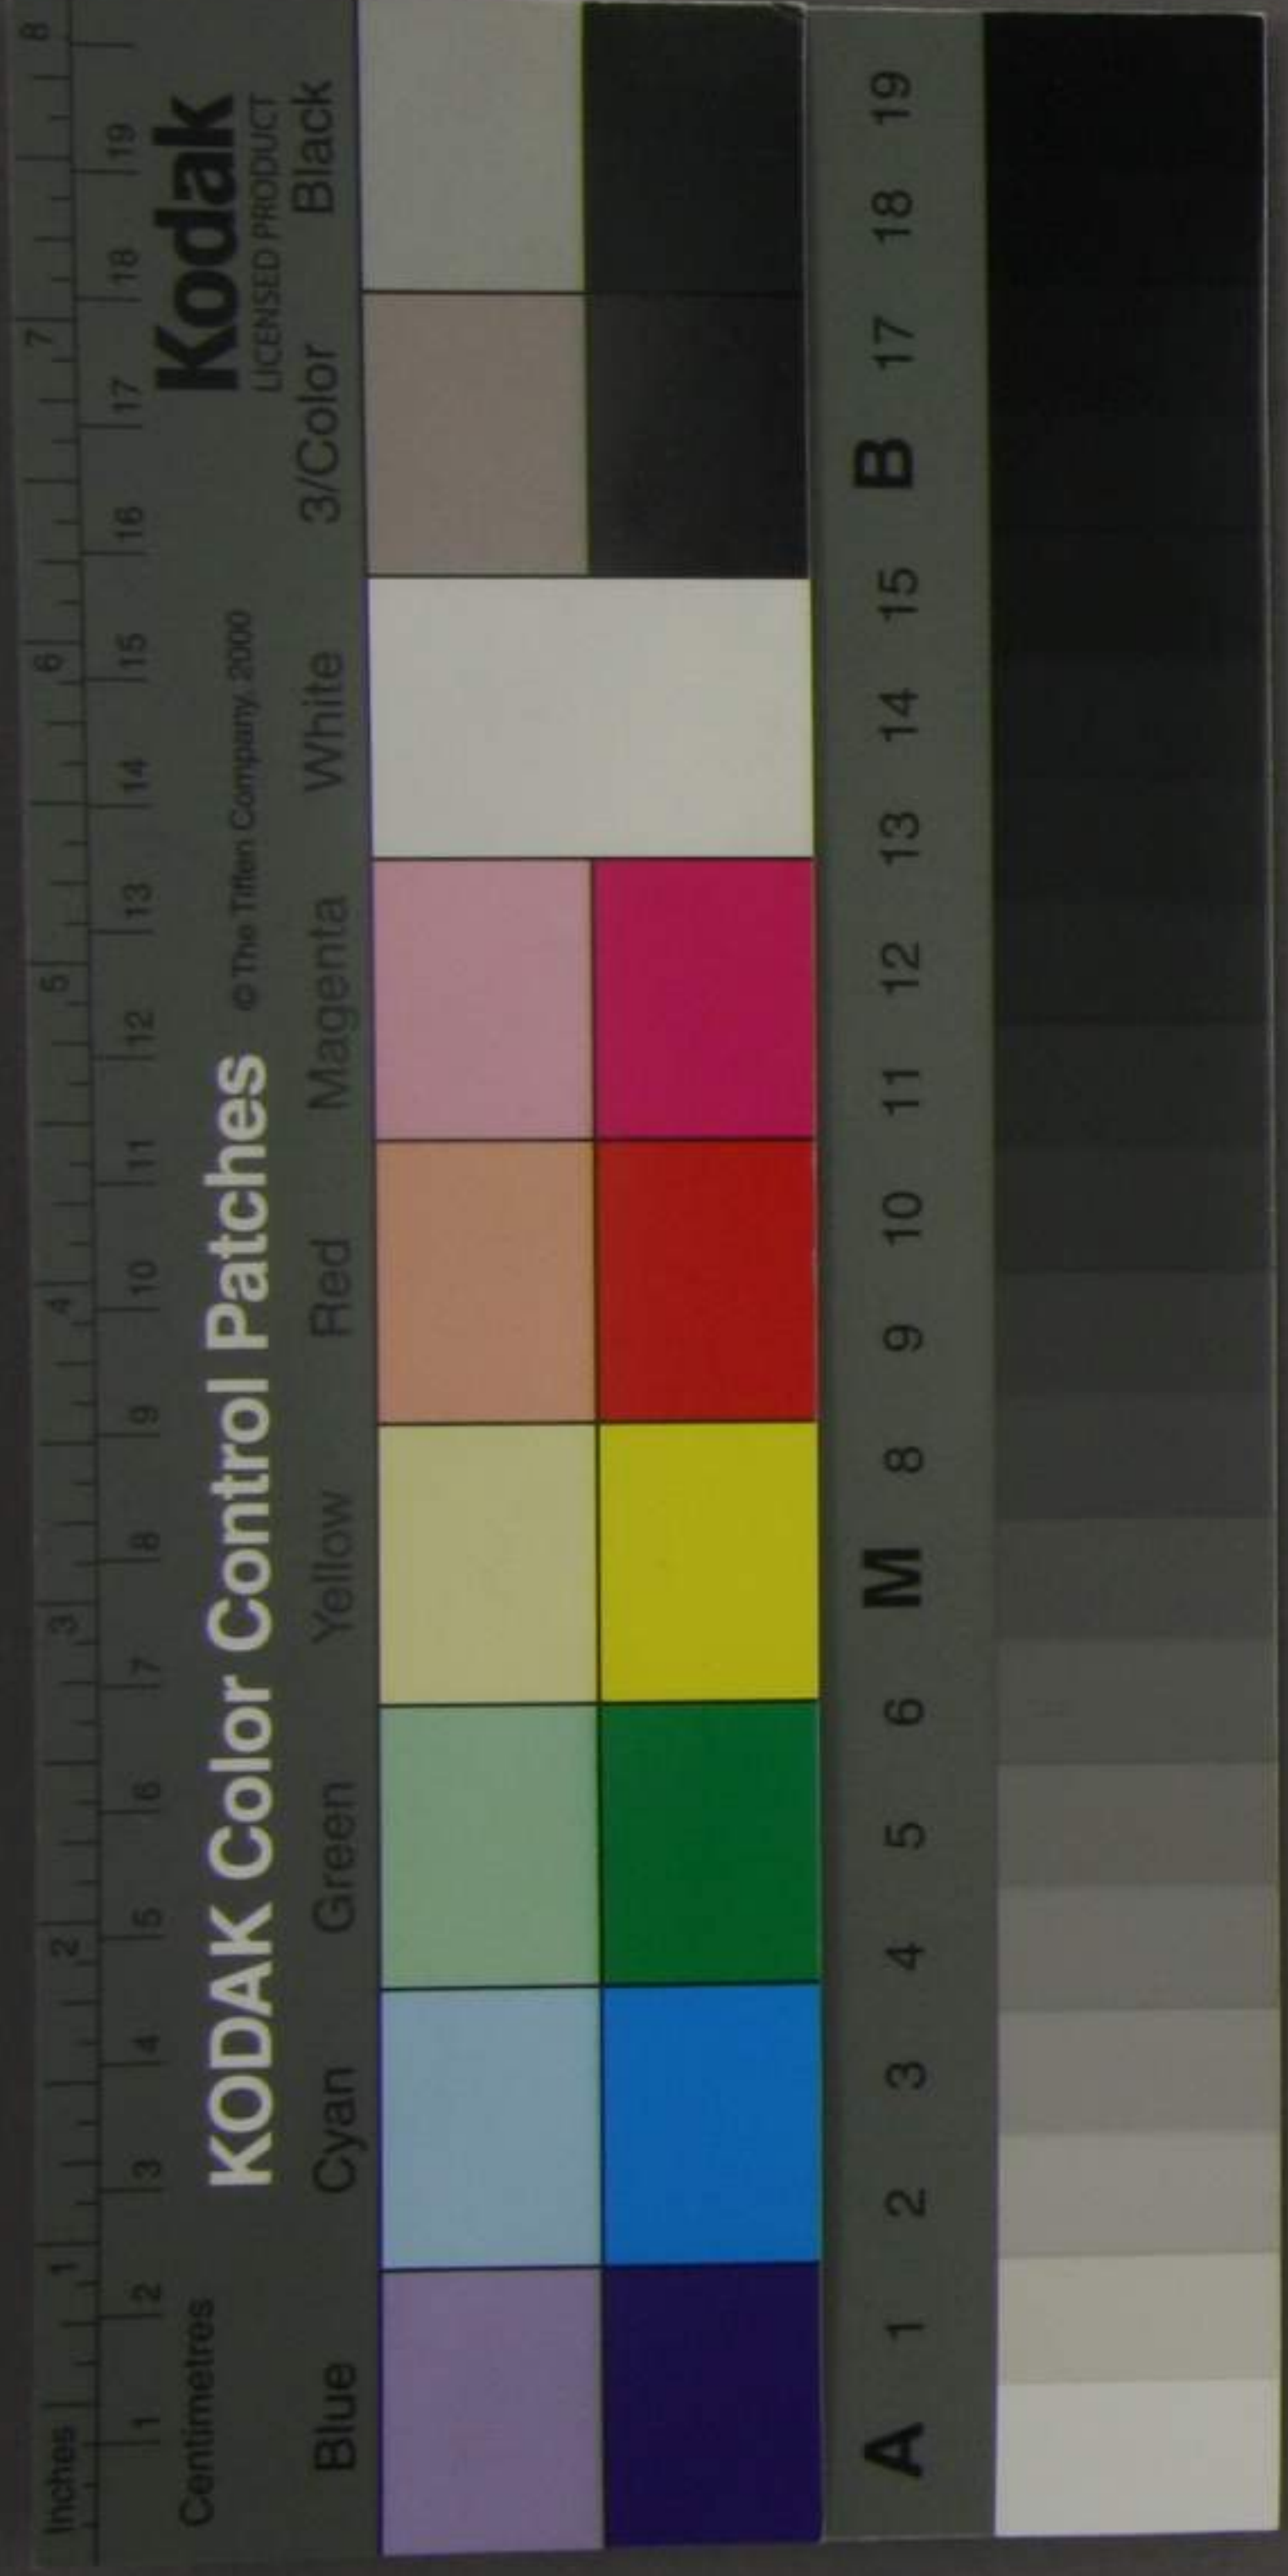 Inches 1 2 3 4 5 6 7 8
Centimetres 1 2 3 4 5 6 7 8 9 10 11 12 13 14 15 16 17 18 19
KODAK Color Control Patches © The Tiffen Company, 2000 Kodak
LICENSED PRODUCT
Blue Cyan Green Yellow Red Magenta White 3/Color Black
A 1 2 3 4 5 6 M 8 9 10 11 12 13 14 15 B 17 18 19